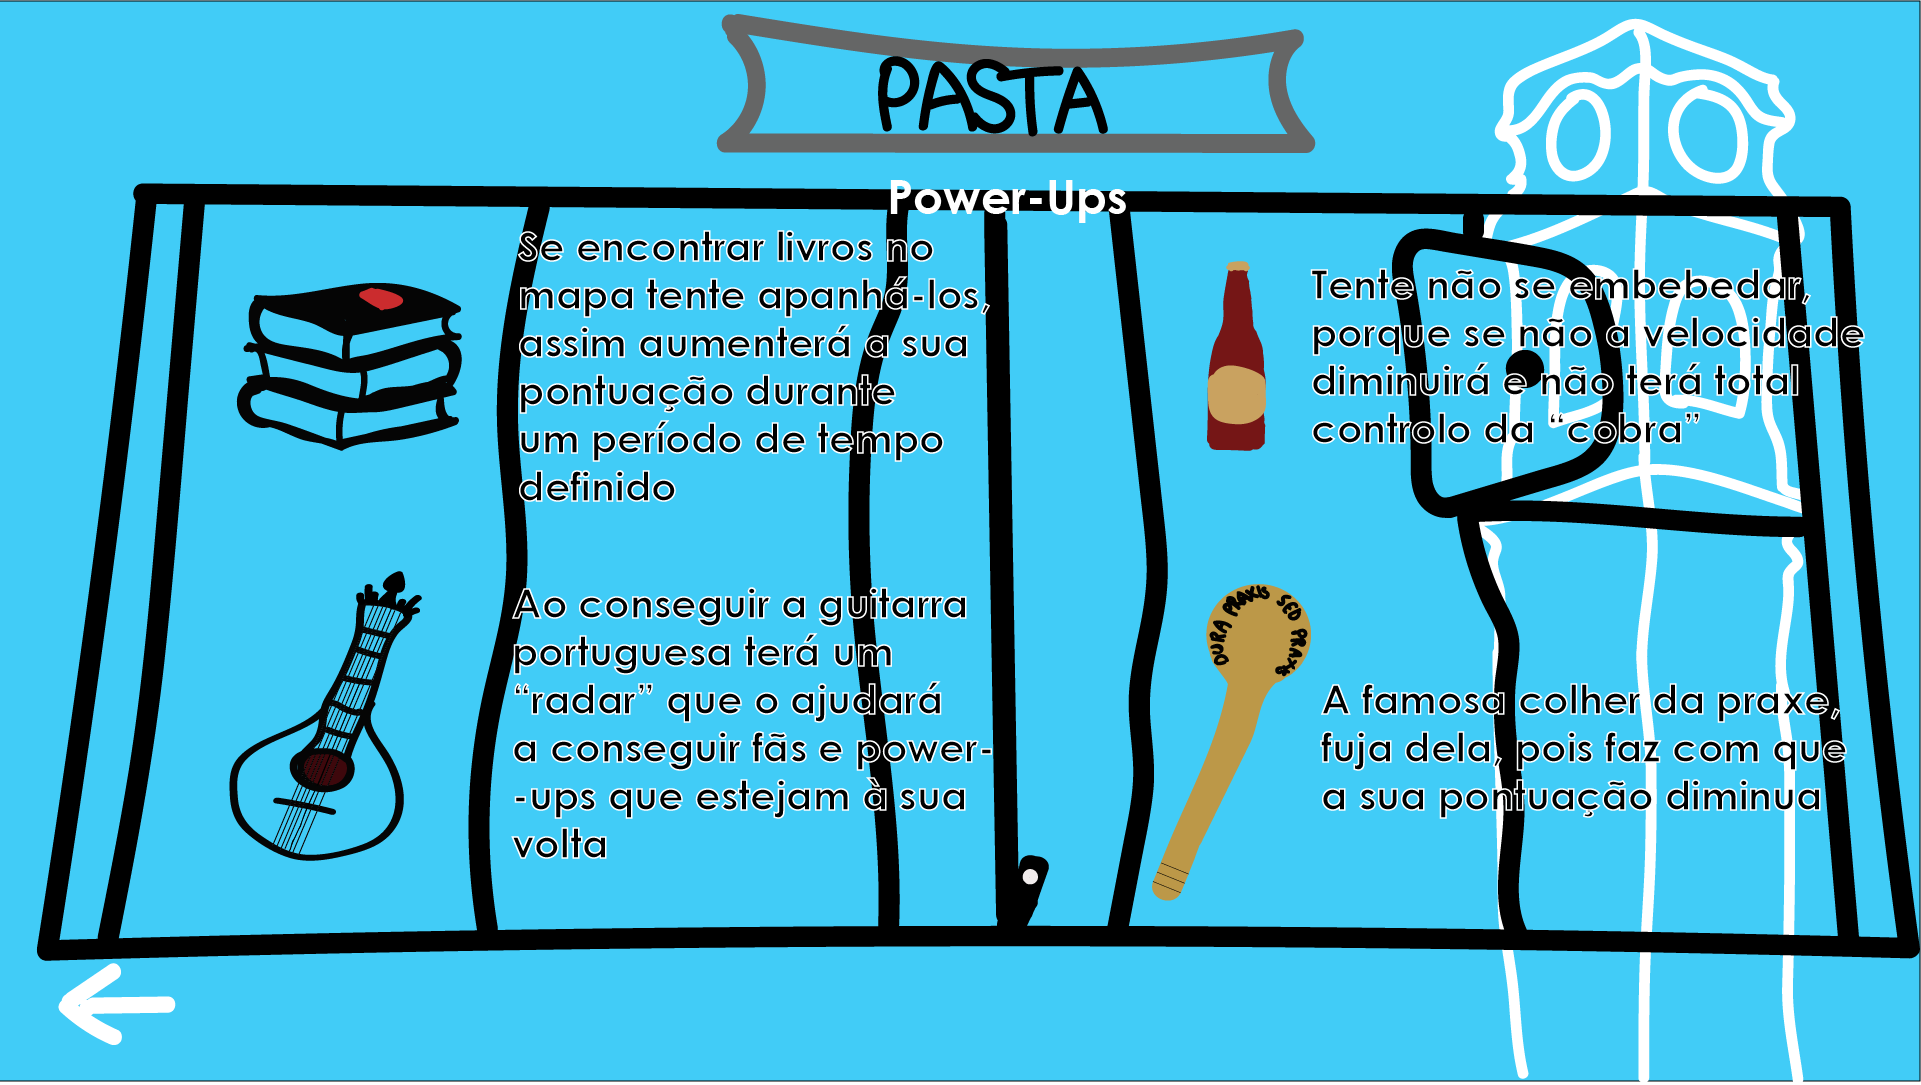 PASTA
Power-Ups
Se encontrar livros no
mapa tente apanhá-los,
assim aumenterá a sua
pontuação durante
um período de tempo
definido
Ao conseguir a guitarra
portuguesa terá um
“radar” que o ajudará
a conseguir fãs e power-
-ups que estejam à sua
volta
Tente não se embebedar,
porque se não a velocidade
diminuirá e não terá total
controlo da “cobra”
DURA PRAXIS SED PRAXIS
A famosa colher da praxe,
fuja dela, pois faz com que
a sua pontuação diminua